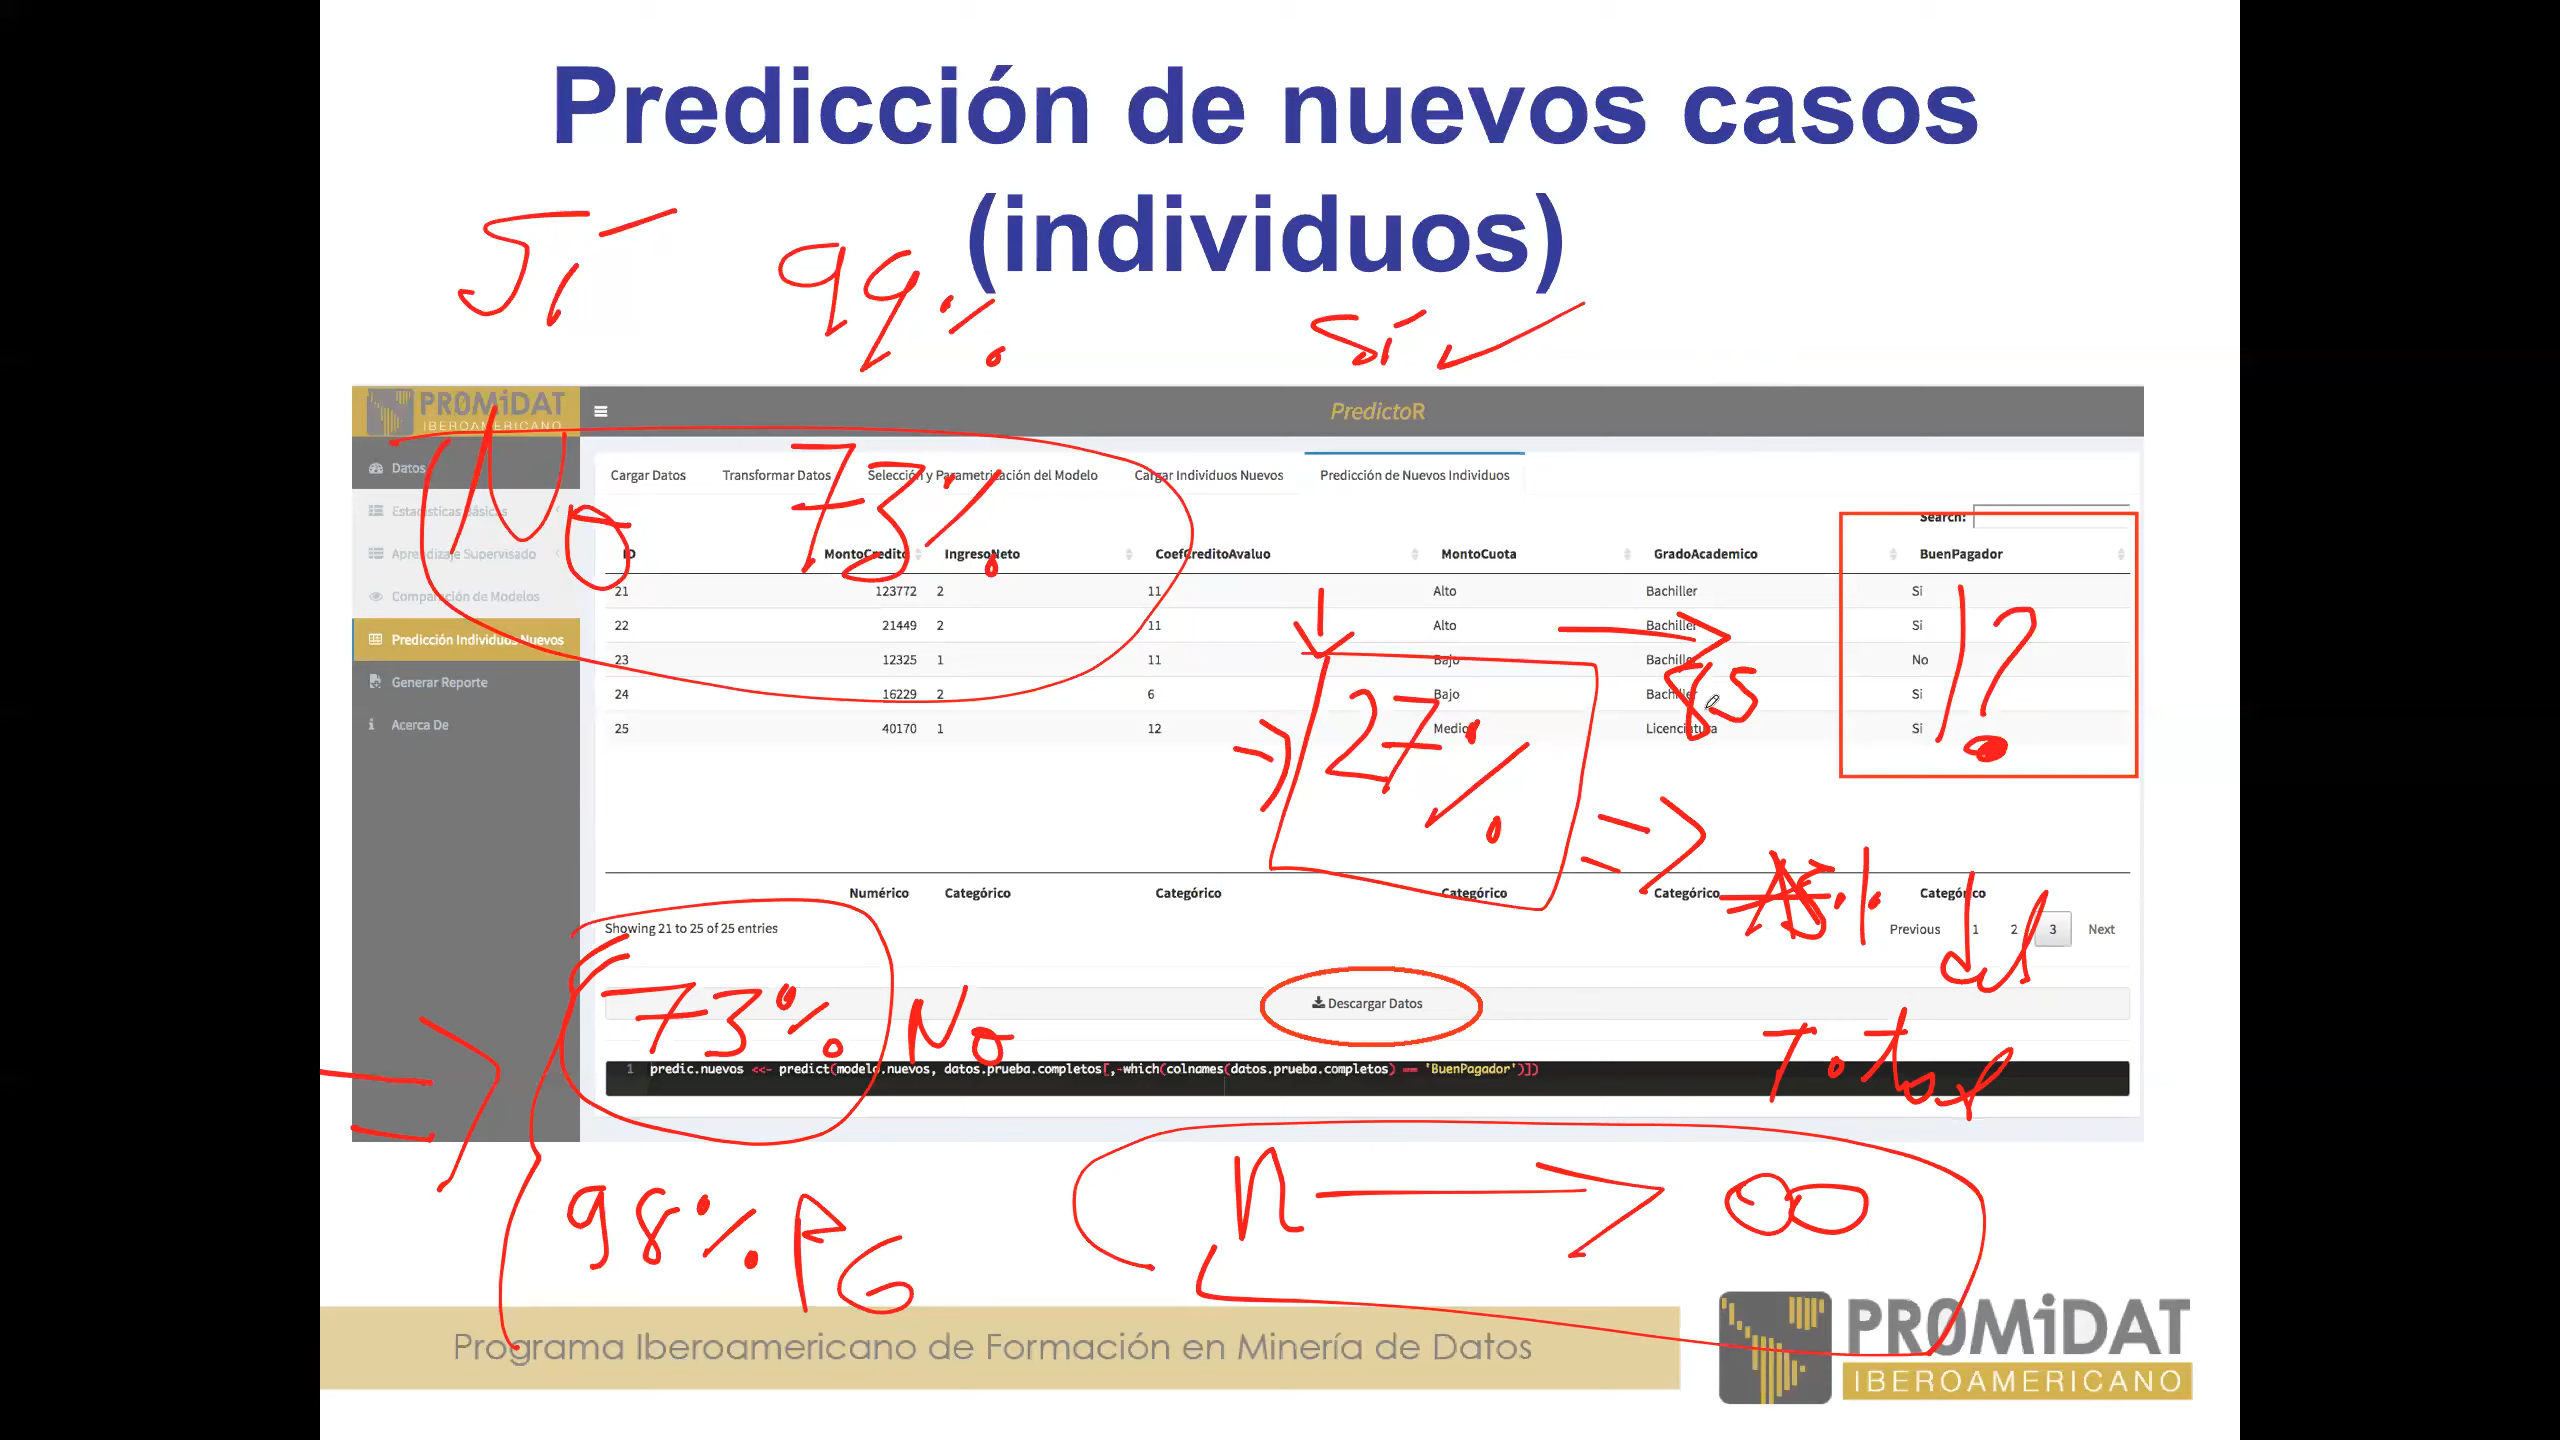 Predicción de nuevos casos
(individuos)
Sí 99% Sí
PR0MiDAT
IBEROAMERICANO
PredictoR
No 73%
Datos
Estadísticas Básicas
Aprendizaje Supervisado
Comparación de Modelos
Predicción Individuos Nuevos
Generar Reporte
Acerca De
Cargar Datos Transformar Datos Selección y Parametrización del Modelo Cargar Individuos Nuevos Predicción de Nuevos Individuos
Search:
ID MontoCredito IngresoNeto CoefCreditoAvaluo MontoCuota GradoAcademico BuenPagador
21 123772 2 11 Alto Bachiller Si
22 21449 2 11 Alto Bachiller Si
23 12325 1 11 Bajo Bachiller No
24 16229 2 6 Bajo Bachiller Si
25 40170 1 12 Medio Licenciatura Si
?
85
27%
Numérico Categórico Categórico Categórico Categórico Categórico
Showing 21 to 25 of 25 entries
Previous 1 2 3 Next
del
Total
73% No
Descargar Datos
1 predic.nuevos <<- predict(modelo.nuevos, datos.prueba.completos[,-which(colnames(datos.prueba.completos) == 'BuenPagador')])
98% PG
n → ∞
Programa Iberoamericano de Formación en Minería de Datos
PR0MiDAT
IBEROAMERICANO